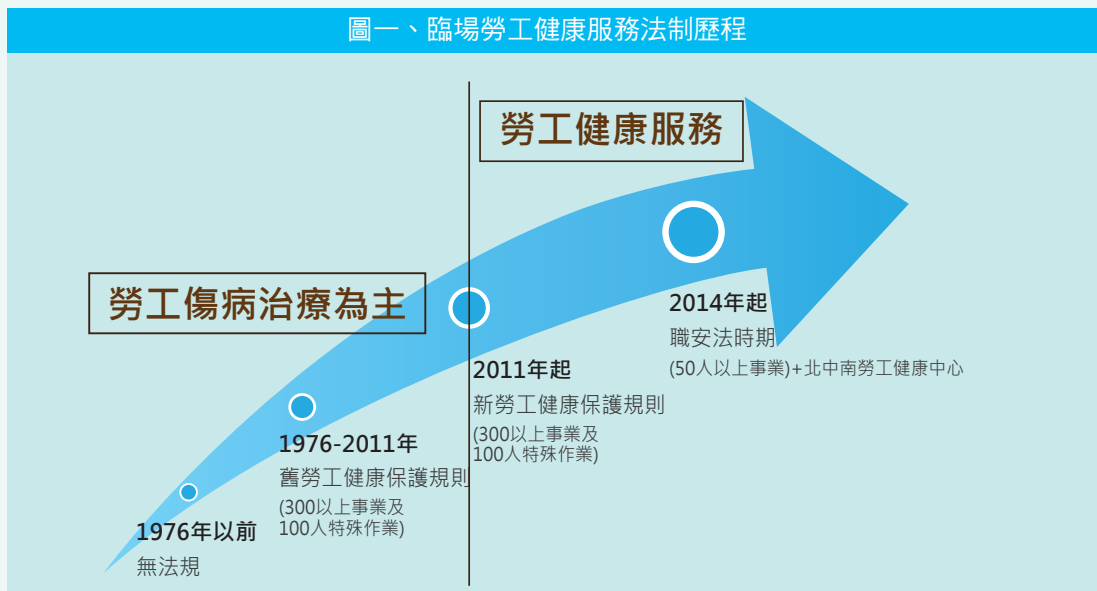 圖一、臨場勞工健康服務法制歷程
勞工健康服務
勞工傷病治療為主
1976年以前
無法規
1976-2011年
舊勞工健康保護規則
(300以上事業及
100人特殊作業)
2011年起
新勞工健康保護規則
(300以上事業及
100人特殊作業)
2014年起
職安法時期
(50人以上事業)+北中南勞工健康中心